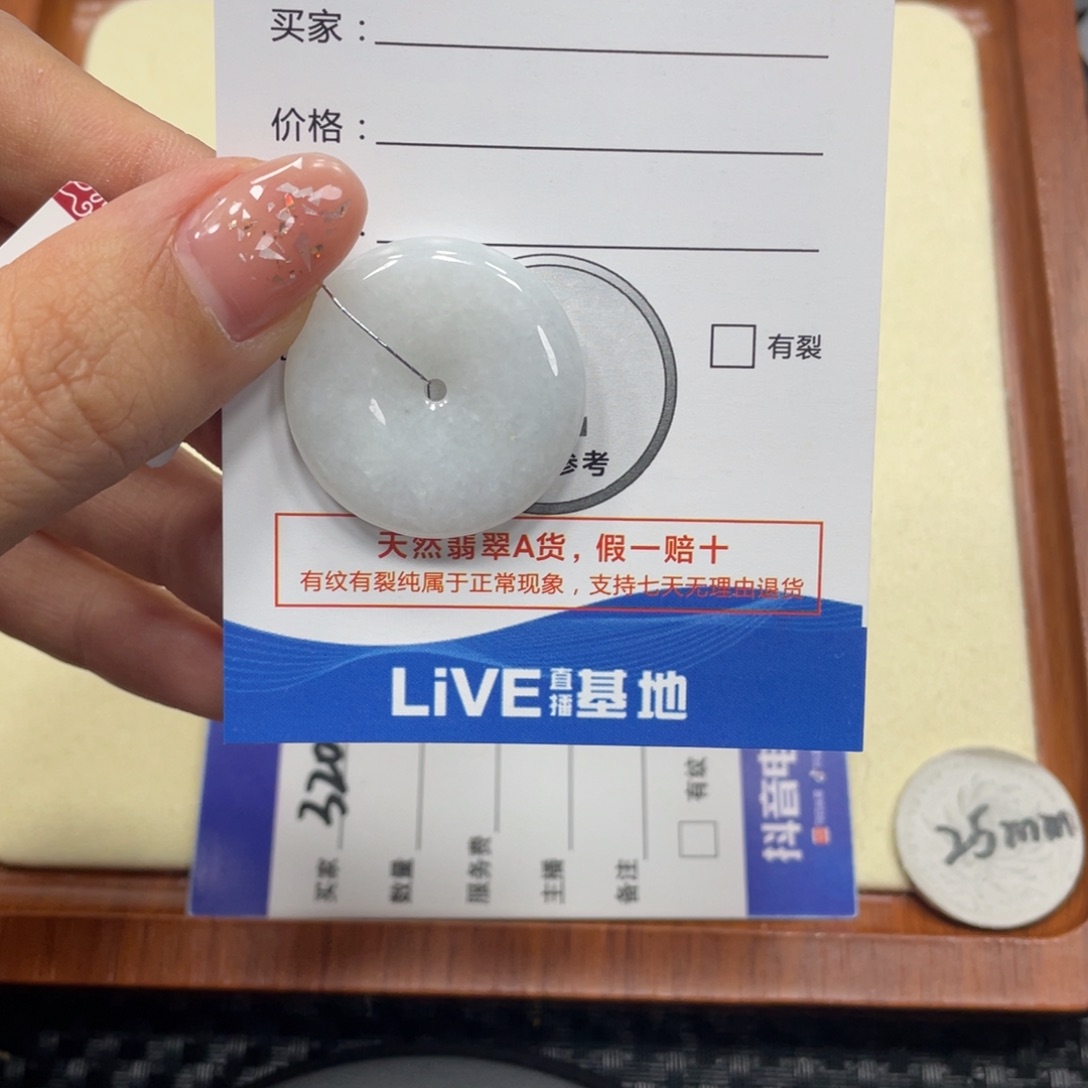 买家：
价格：
有裂
参考
天然翡翠A货，假一赔十
有纹有裂纯属于正常现象，支持七天无理由退货
LiVE直播基地
320
买家
数量
服务费
主播
备注
有纹
抖音电
25mm